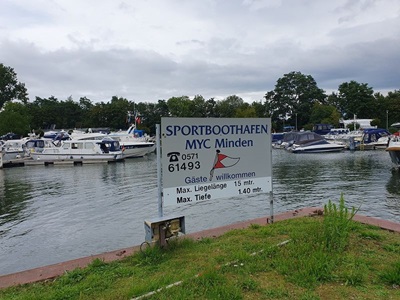 SPORTBOOTHAFEN
MYC Minden
0571
61493
Gäste willkommen
Max. Liegelänge 15 mtr.
Max. Tiefe 1.40 mtr.